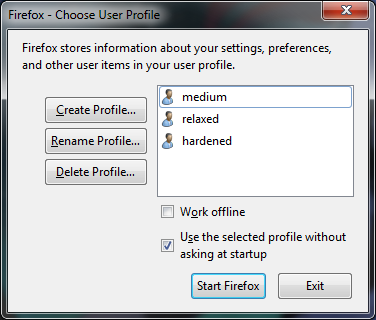 Firefox - Choose User Profile
Firefox stores information about your settings, preferences,
and other user items in your user profile.
Create Profile...
Rename Profile...
Delete Profile...
medium
relaxed
hardened
Work offline
Use the selected profile without
asking at startup
Start Firefox
Exit